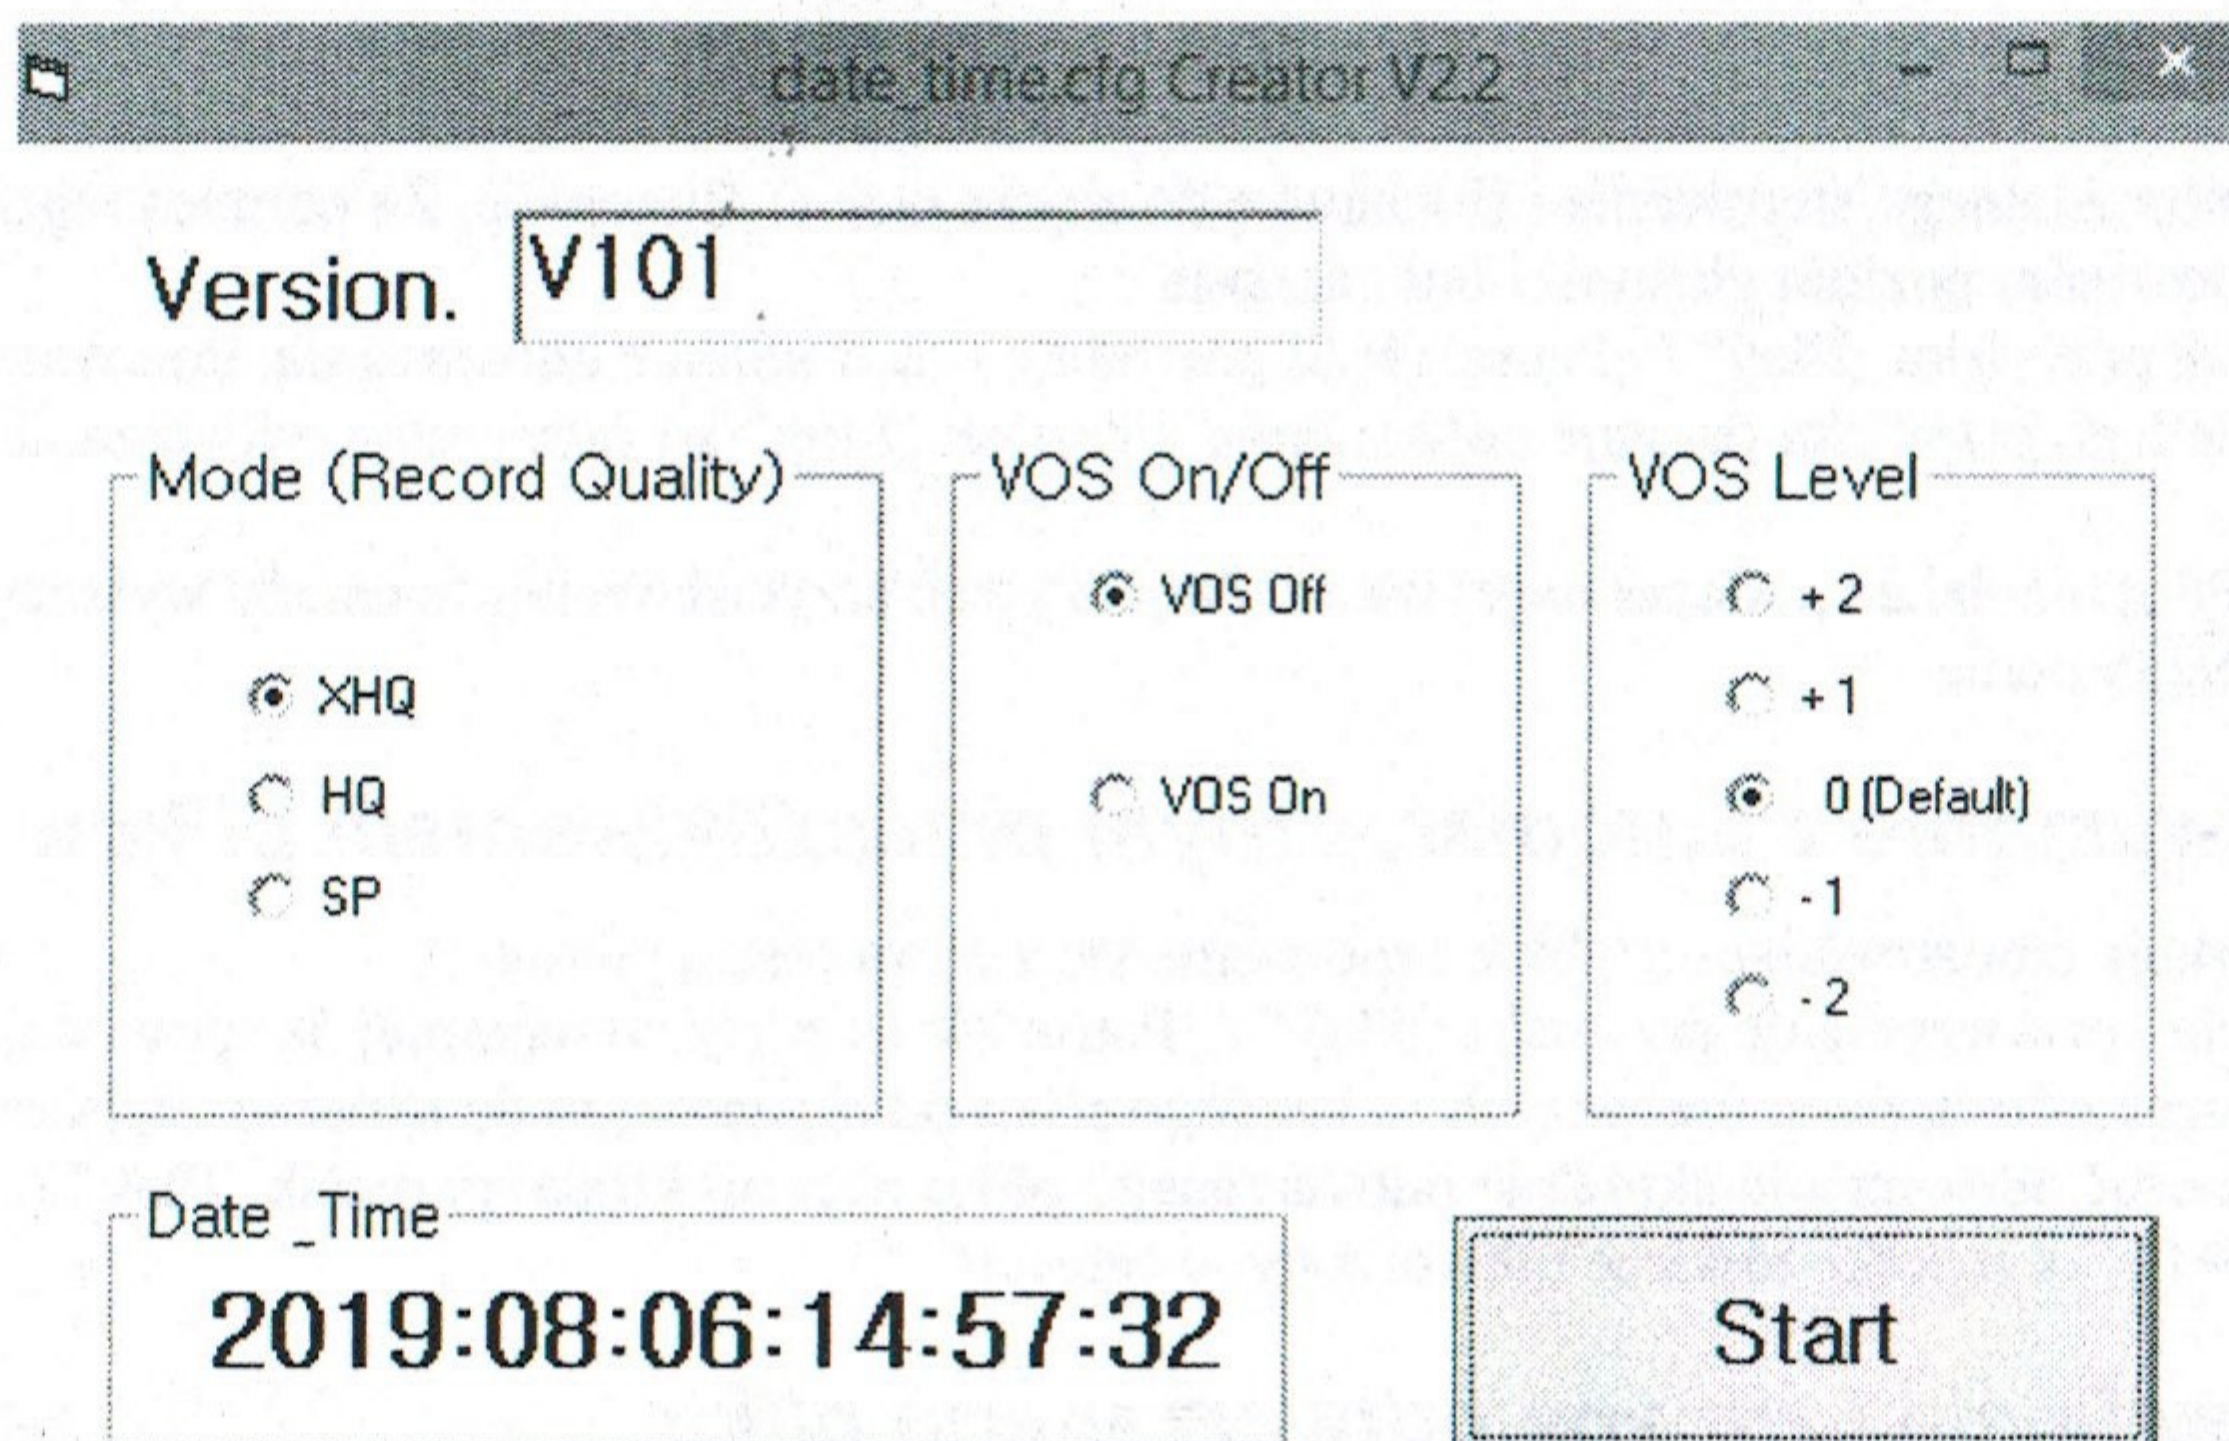 date_time.cfg Creator V2.2
Version. V101
Mode (Record Quality)
XHQ
HQ
SP
VOS On/Off
VOS Off
VOS On
VOS Level
+ 2
+ 1
0 (Default)
- 1
- 2
Date _Time
2019:08:06:14:57:32
Start